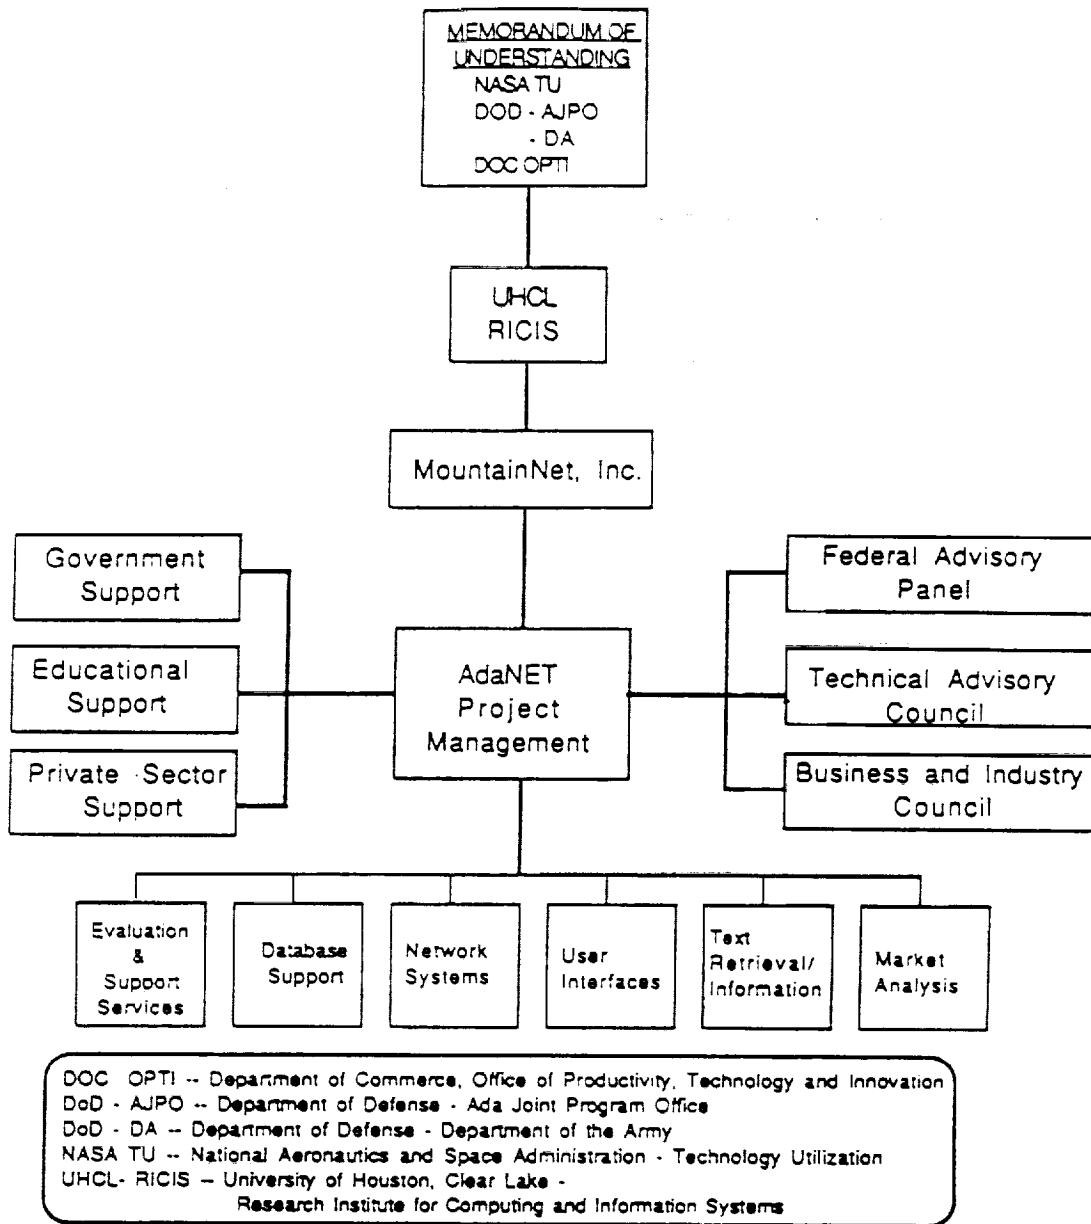 MEMORANDUM OF
UNDERSTANDING
NASA TU
DOD - AJPO
- DA
DOC OPTI
UHCL
RICIS
MountainNet, Inc.
Government
Support
Educational
Support
Private Sector
Support
AdaNET
Project
Management
Federal Advisory
Panel
Technical Advisory
Council
Business and Industry
Council
Evaluation
&
Support
Services
Database
Support
Network
Systems
User
Interfaces
Text
Retrieval/
Information
Market
Analysis
DOC OPTI -- Department of Commerce, Office of Productivity, Technology and Innovation
DoD - AJPO -- Department of Defense - Ada Joint Program Office
DoD - DA -- Department of Defense - Department of the Army
NASA TU -- National Aeronautics and Space Administration - Technology Utilization
UHCL- RICIS -- University of Houston, Clear Lake -
Research Institute for Computing and Information Systems